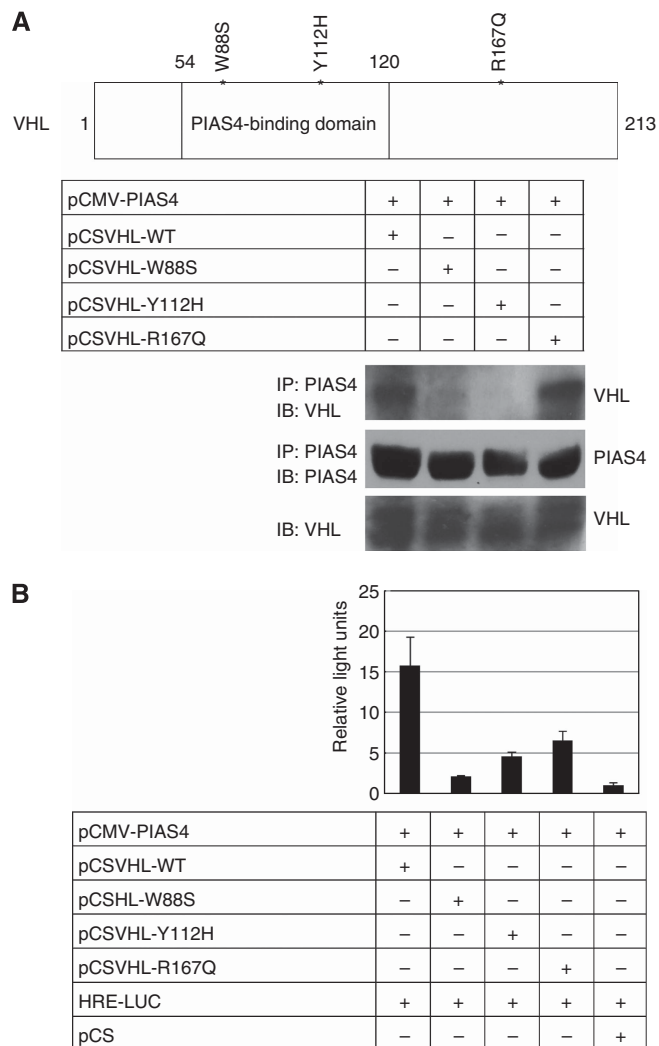 A
54 W88S Y112H 120 R167Q
* * *
VHL 1 PIAS4-binding domain 213
pCMV-PIAS4 + + + +
pCSVHL-WT + – – –
pCSVHL-W88S – + – –
pCSVHL-Y112H – – + –
pCSVHL-R167Q – – – +
IP: PIAS4
IB: VHL
VHL
IP: PIAS4
IB: PIAS4
PIAS4
IB: VHL
VHL
B
Relative light units
25
20
15
10
5
0
pCMV-PIAS4 + + + + +
pCSVHL-WT + – – – –
pCSHL-W88S – + – – –
pCSVHL-Y112H – – + – –
pCSVHL-R167Q – – – + –
HRE-LUC + + + + +
pCS – – – – +